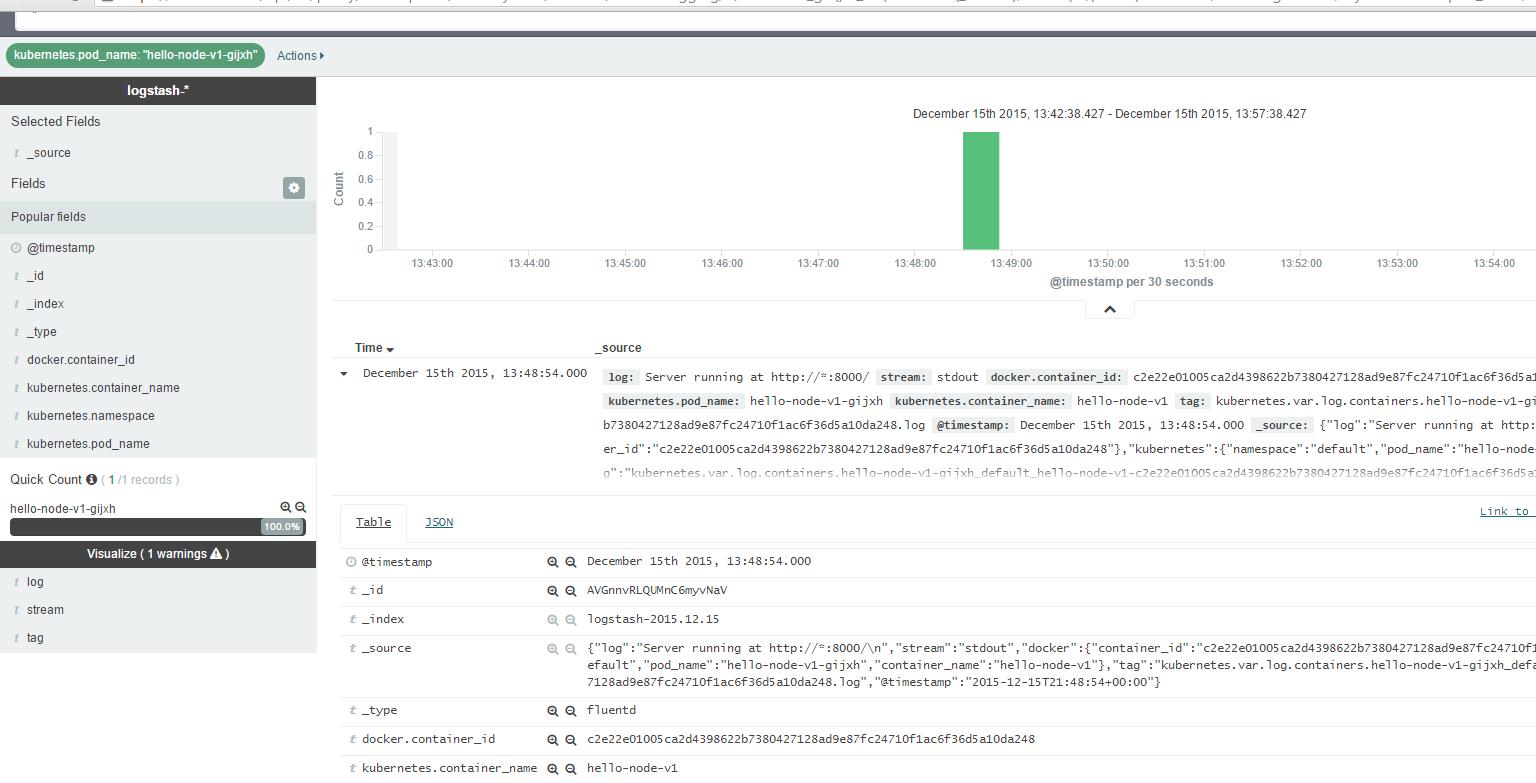 kubernetes.pod_name: "hello-node-v1-gijxh" Actions
logstash-*
Selected Fields
t _source
Fields
Popular fields
@timestamp
t _id
t _index
t _type
t docker.container_id
t kubernetes.container_name
t kubernetes.namespace
t kubernetes.pod_name
Quick Count ( 1 /1 records )
hello-node-v1-gijxh
100.0%
Visualize ( 1 warnings )
t log
t stream
t tag
December 15th 2015, 13:42:38.427 - December 15th 2015, 13:57:38.427
Count
1
0.8
0.6
0.4
0.2
0
13:43:00 13:44:00 13:45:00 13:46:00 13:47:00 13:48:00 13:49:00 13:50:00 13:51:00 13:52:00 13:53:00 13:54:00
@timestamp per 30 seconds
Time _source
December 15th 2015, 13:48:54.000 log: Server running at http://*:8000/ stream: stdout docker.container_id: c2e22e01005ca2d4398622b7380427128ad9e87fc24710f1ac6f36d5a1
kubernetes.pod_name: hello-node-v1-gijxh kubernetes.container_name: hello-node-v1 tag: kubernetes.var.log.containers.hello-node-v1-gi
b7380427128ad9e87fc24710f1ac6f36d5a10da248.log @timestamp: December 15th 2015, 13:48:54.000 _source: {"log":"Server running at http:
er_id":"c2e22e01005ca2d4398622b7380427128ad9e87fc24710f1ac6f36d5a10da248"},"kubernetes":{"namespace":"default","pod_name":"hello-node-
g":"kubernetes.var.log.containers.hello-node-v1-gijxh_default_hello-node-v1-c2e22e01005ca2d4398622b7380427128ad9e87fc24710f1ac6f36d5a1
Table JSON Link to
@timestamp December 15th 2015, 13:48:54.000
t _id AVGnnvRLQUMnC6myvNaV
t _index logstash-2015.12.15
t _source {"log":"Server running at http://*:8000/\n","stream":"stdout","docker":{"container_id":"c2e22e01005ca2d4398622b7380427128ad9e87fc24710f1
efault","pod_name":"hello-node-v1-gijxh","container_name":"hello-node-v1"},"tag":"kubernetes.var.log.containers.hello-node-v1-gijxh_defa
7128ad9e87fc24710f1ac6f36d5a10da248.log","@timestamp":"2015-12-15T21:48:54+00:00"}
t _type fluentd
t docker.container_id c2e22e01005ca2d4398622b7380427128ad9e87fc24710f1ac6f36d5a10da248
t kubernetes.container_name hello-node-v1